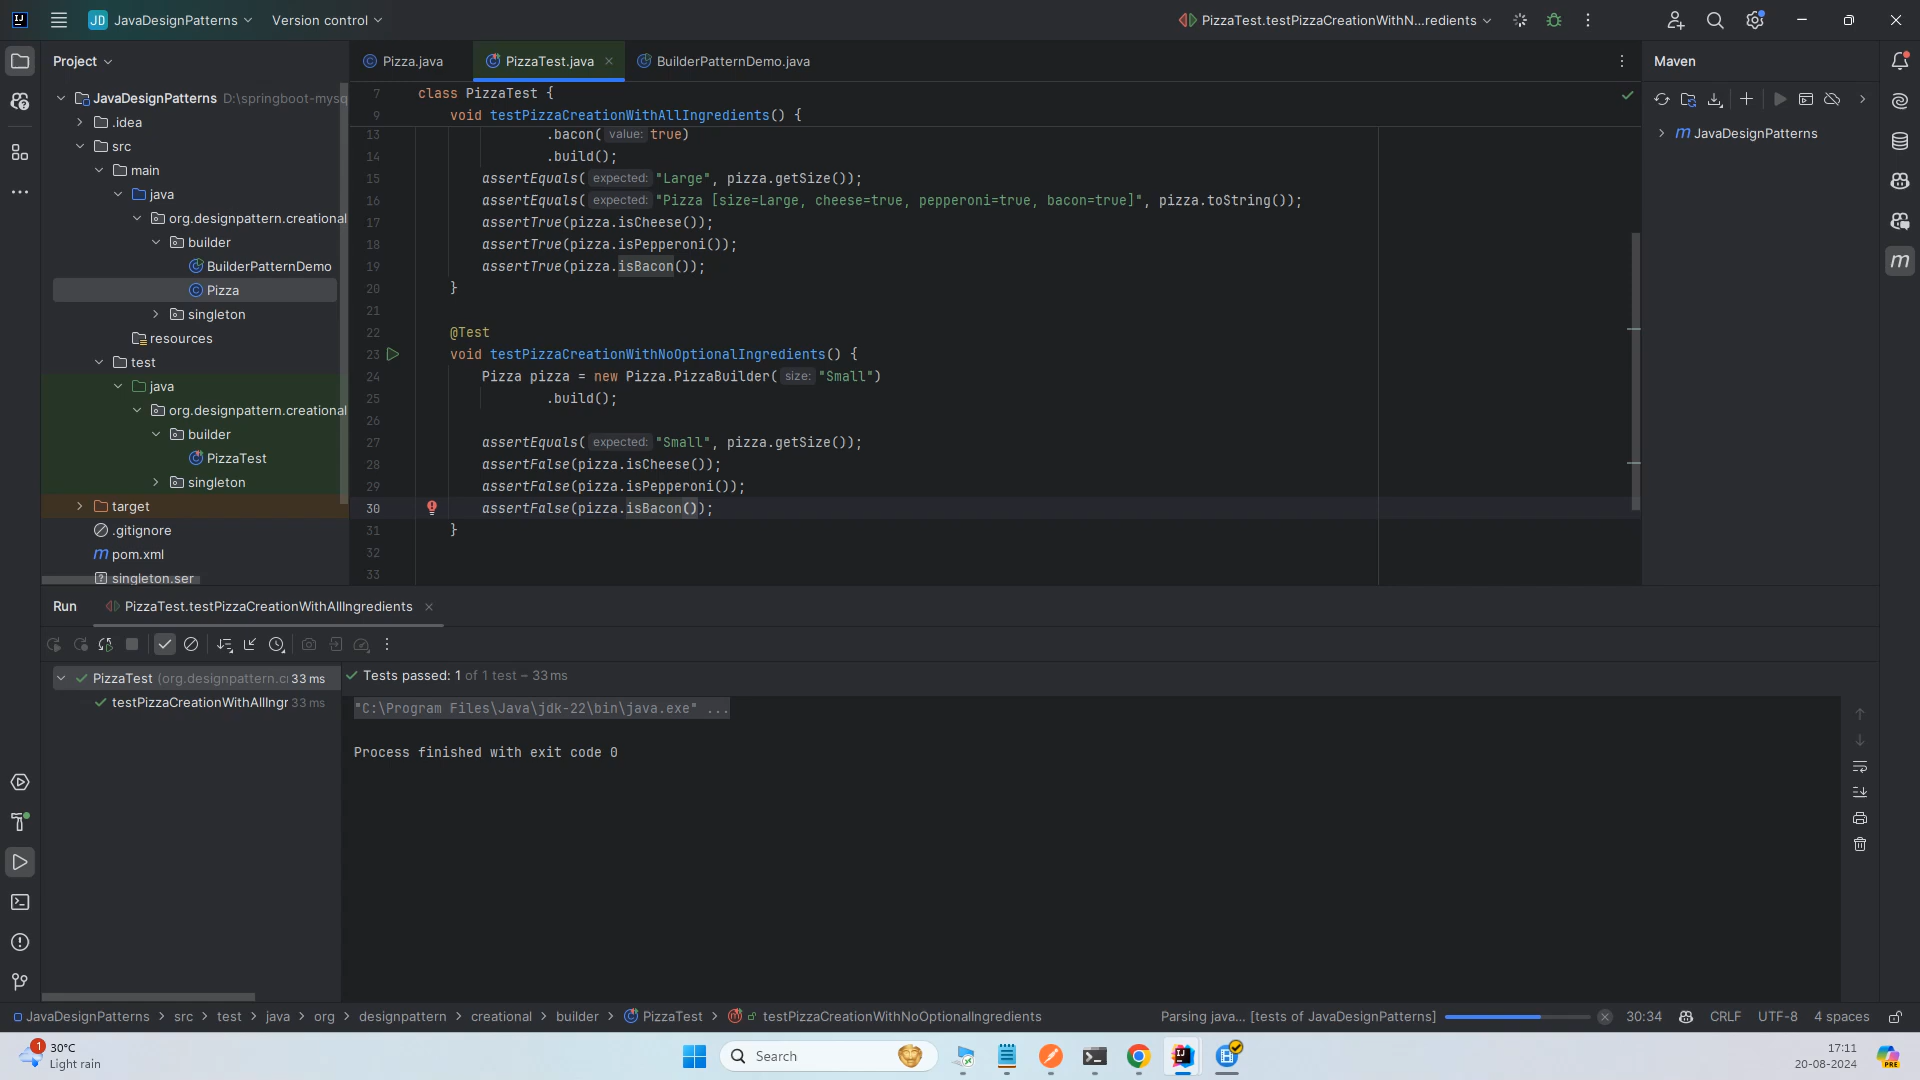 JD JavaDesignPatterns Version control PizzaTest.testPizzaCreationWithN...redients
Project
Pizza.java PizzaTest.java BuilderPatternDemo.java
Maven
JavaDesignPatterns D:\springboot-mysq
.idea
src
main
java
org.designpattern.creational
builder
BuilderPatternDemo
Pizza
singleton
resources
test
java
org.designpattern.creational
builder
PizzaTest
singleton
target
.gitignore
m pom.xml
singleton.ser
7 class PizzaTest {
9 void testPizzaCreationWithAllIngredients() {
13 .bacon( value: true)
14 .build();
15 assertEquals( expected: "Large", pizza.getSize());
16 assertEquals( expected: "Pizza [size=Large, cheese=true, pepperoni=true, bacon=true]", pizza.toString());
17 assertTrue(pizza.isCheese());
18 assertTrue(pizza.isPepperoni());
19 assertTrue(pizza.isBacon());
20 }
21
22 @Test
23 void testPizzaCreationWithNoOptionalIngredients() {
24 Pizza pizza = new Pizza.PizzaBuilder( size: "Small")
25 .build();
26
27 assertEquals( expected: "Small", pizza.getSize());
28 assertFalse(pizza.isCheese());
29 assertFalse(pizza.isPepperoni());
30 assertFalse(pizza.isBacon());
31 }
32
33
m JavaDesignPatterns
m
Run PizzaTest.testPizzaCreationWithAllIngredients
PizzaTest (org.designpattern.c 33 ms
testPizzaCreationWithAllIngr 33 ms
Tests passed: 1 of 1 test – 33 ms
"C:\Program Files\Java\jdk-22\bin\java.exe" ...
Process finished with exit code 0
JavaDesignPatterns > src > test > java > org > designpattern > creational > builder > PizzaTest > testPizzaCreationWithNoOptionalIngredients Parsing java... [tests of JavaDesignPatterns] 30:34 CRLF UTF-8 4 spaces
1 30°C
Light rain
Search
17:11
20-08-2024
PRE